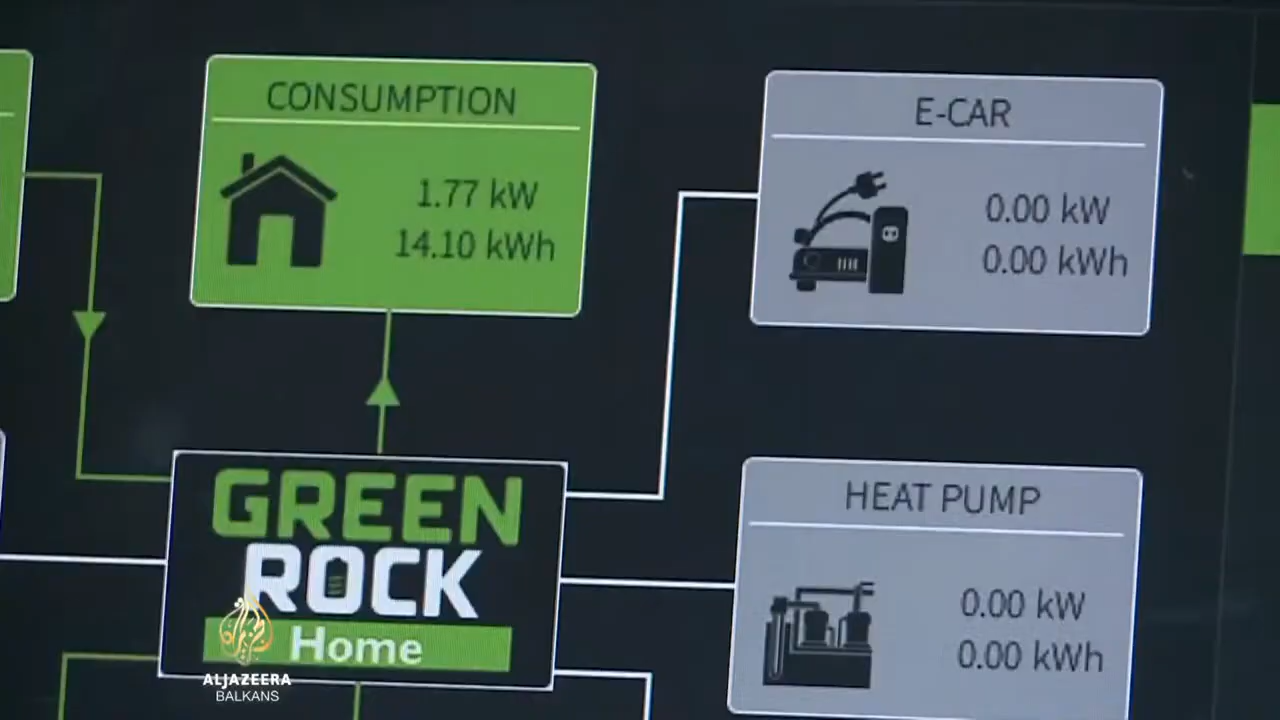 CONSUMPTION
1.77 kW
14.10 kWh
E-CAR
0.00 kW
0.00 kWh
GREEN
ROCK
Home
HEAT PUMP
0.00 kW
0.00 kWh
ALJAZEERA
BALKANS